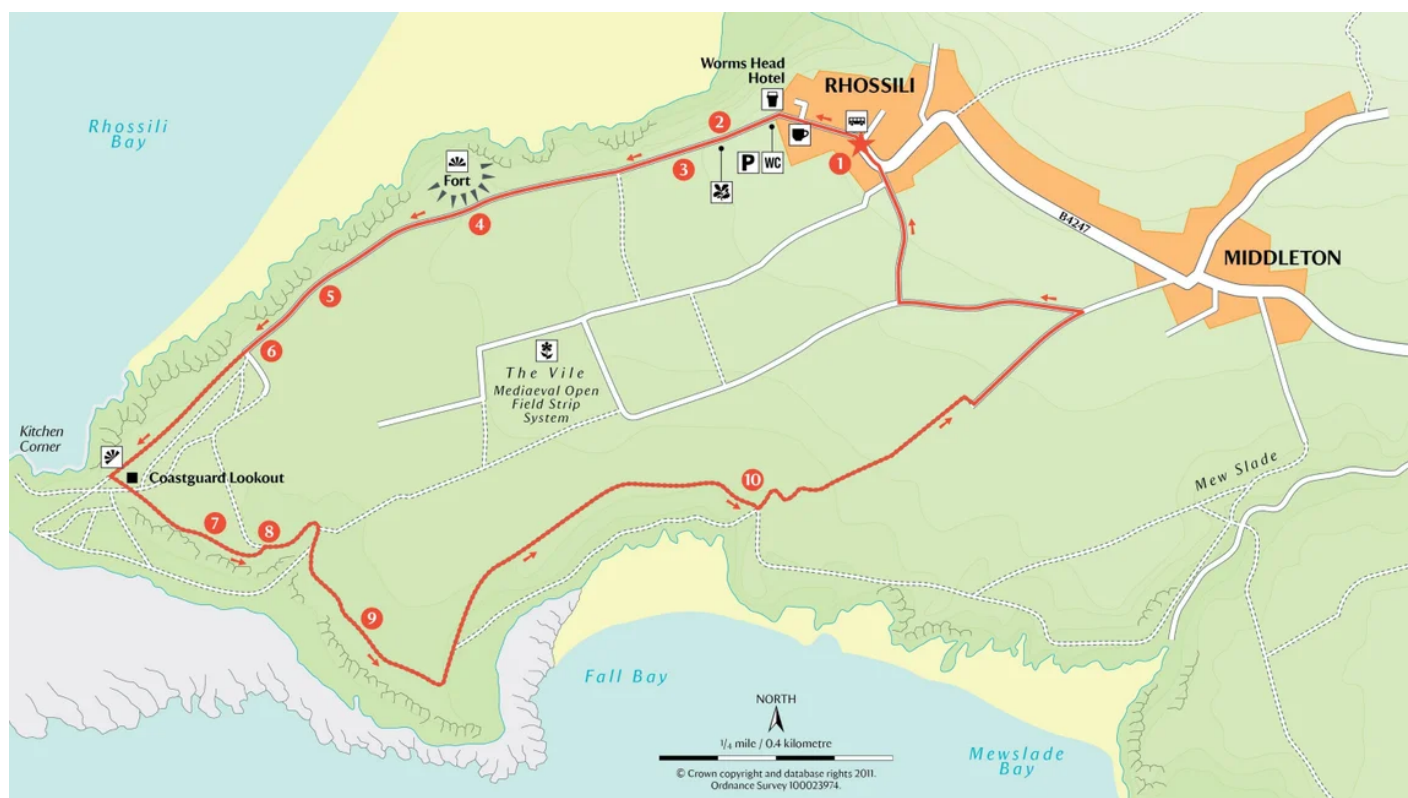 Worms Head
Hotel
RHOSSILI
Rhossili
Bay
2
3
P
WC
1
Fort
4
B4247
MIDDLETON
5
6
The Vile
Mediaeval Open
Field Strip
System
Kitchen
Corner
Coastguard Lookout
Mew Slade
10
7
8
9
Fall Bay
NORTH
1/4 mile / 0.4 kilometre
© Crown copyright and database rights 2011.
Ordnance Survey 100023974.
Mewslade
Bay